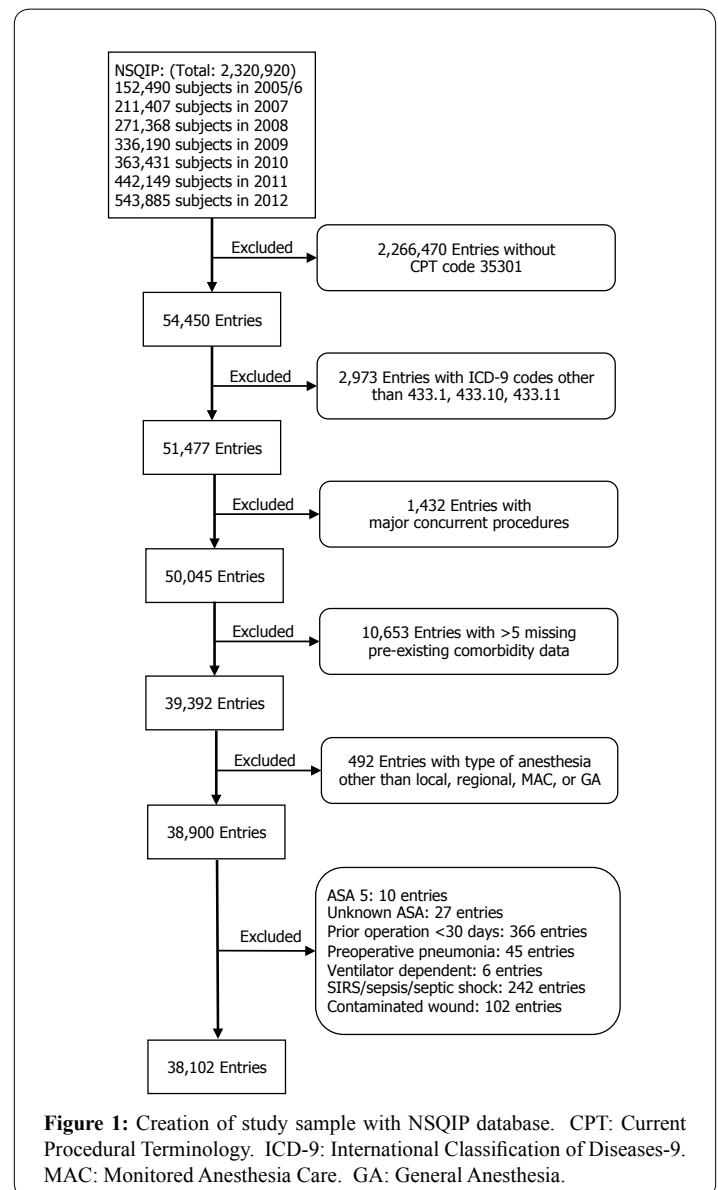 NSQIP: (Total: 2,320,920)
152,490 subjects in 2005/6
211,407 subjects in 2007
271,368 subjects in 2008
336,190 subjects in 2009
363,431 subjects in 2010
442,149 subjects in 2011
543,885 subjects in 2012
Excluded
2,266,470 Entries without
CPT code 35301
54,450 Entries
Excluded
2,973 Entries with ICD-9 codes other
than 433.1, 433.10, 433.11
51,477 Entries
Excluded
1,432 Entries with
major concurrent procedures
50,045 Entries
Excluded
10,653 Entries with >5 missing
pre-existing comorbidity data
39,392 Entries
Excluded
492 Entries with type of anesthesia
other than local, regional, MAC, or GA
38,900 Entries
Excluded
ASA 5: 10 entries
Unknown ASA: 27 entries
Prior operation <30 days: 366 entries
Preoperative pneumonia: 45 entries
Ventilator dependent: 6 entries
SIRS/sepsis/septic shock: 242 entries
Contaminated wound: 102 entries
38,102 Entries
Figure 1: Creation of study sample with NSQIP database. CPT: Current
Procedural Terminology. ICD-9: International Classification of Diseases-9.
MAC: Monitored Anesthesia Care. GA: General Anesthesia.